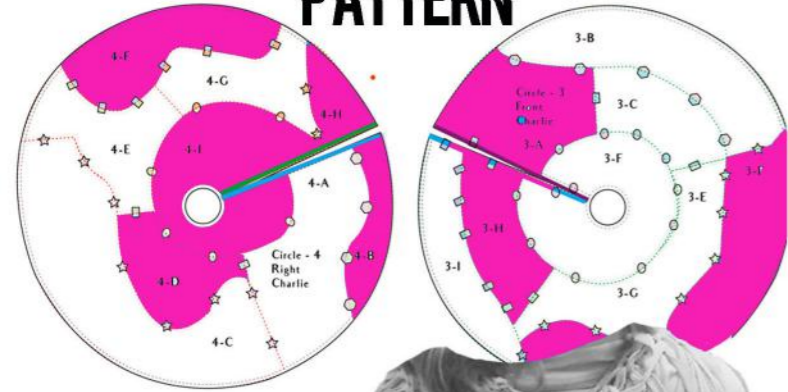 PATTERN
4-F
4-G
4-H
4-E
4-I
4-A
4-D
4-B
Circle - 4
Right
Charlie
4-C
3-B
3-C
Circle - 3
Front
Charlie
3-A
3-F
3-E
3-H
3-I
3-G